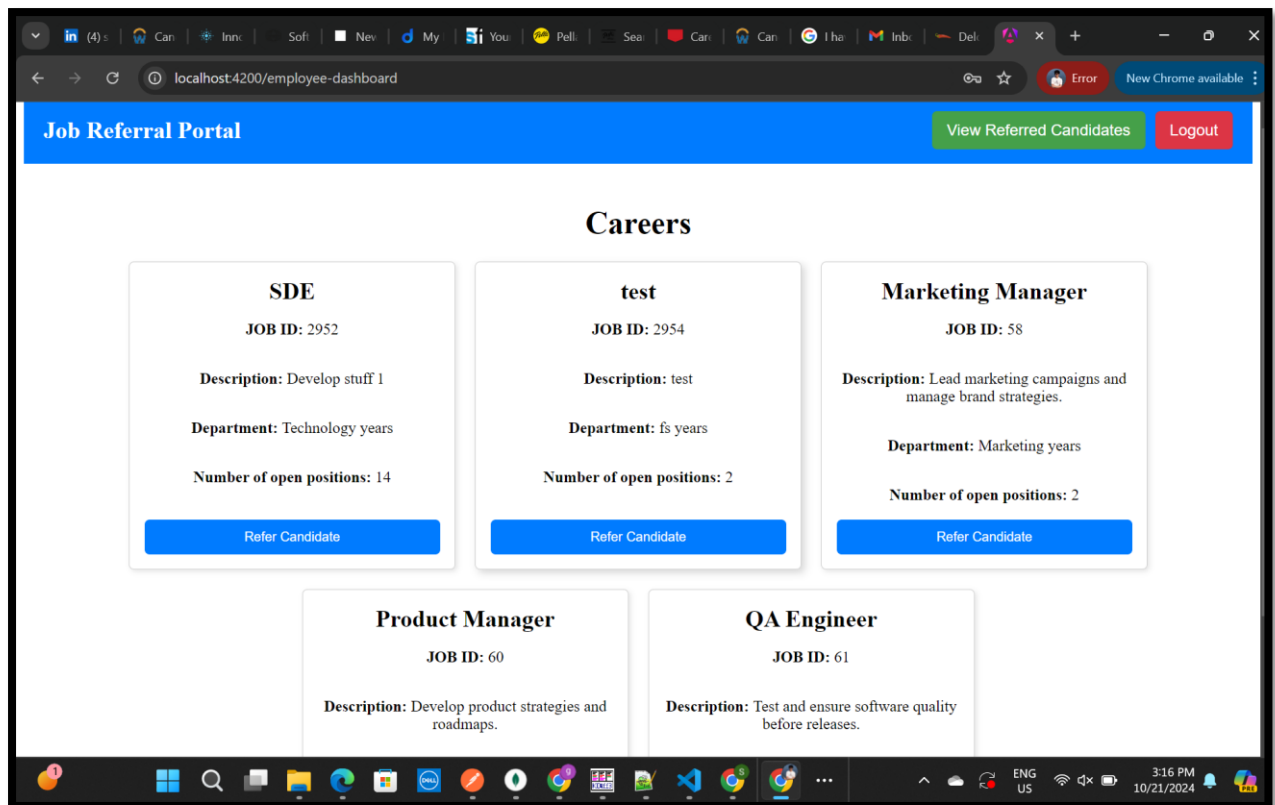 (4) s
Can
Inno
Soft
Nev
My
You
Pell
Sea
Car
Can
I ha
Inbo
Del
localhost:4200/employee-dashboard
Error
New Chrome available
Job Referral Portal
View Referred Candidates
Logout
Careers
SDE
JOB ID: 2952
Description: Develop stuff 1
Department: Technology years
Number of open positions: 14
Refer Candidate
test
JOB ID: 2954
Description: test
Department: fs years
Number of open positions: 2
Refer Candidate
Marketing Manager
JOB ID: 58
Description: Lead marketing campaigns and
manage brand strategies.
Department: Marketing years
Number of open positions: 2
Refer Candidate
Product Manager
JOB ID: 60
Description: Develop product strategies and
roadmaps.
QA Engineer
JOB ID: 61
Description: Test and ensure software quality
before releases.
1
ENG
US
3:16 PM
10/21/2024